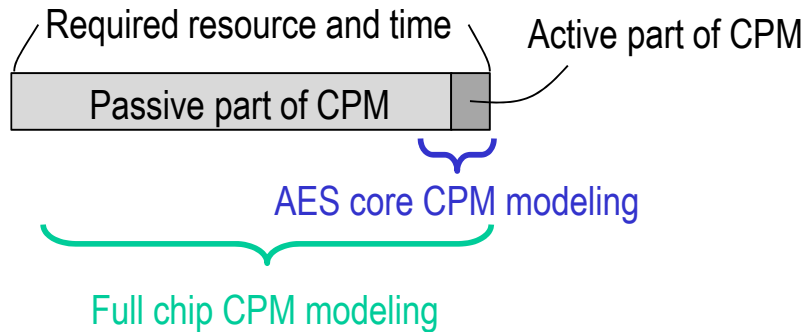 Required resource and time
Active part of CPM
Passive part of CPM
AES core CPM modeling
Full chip CPM modeling